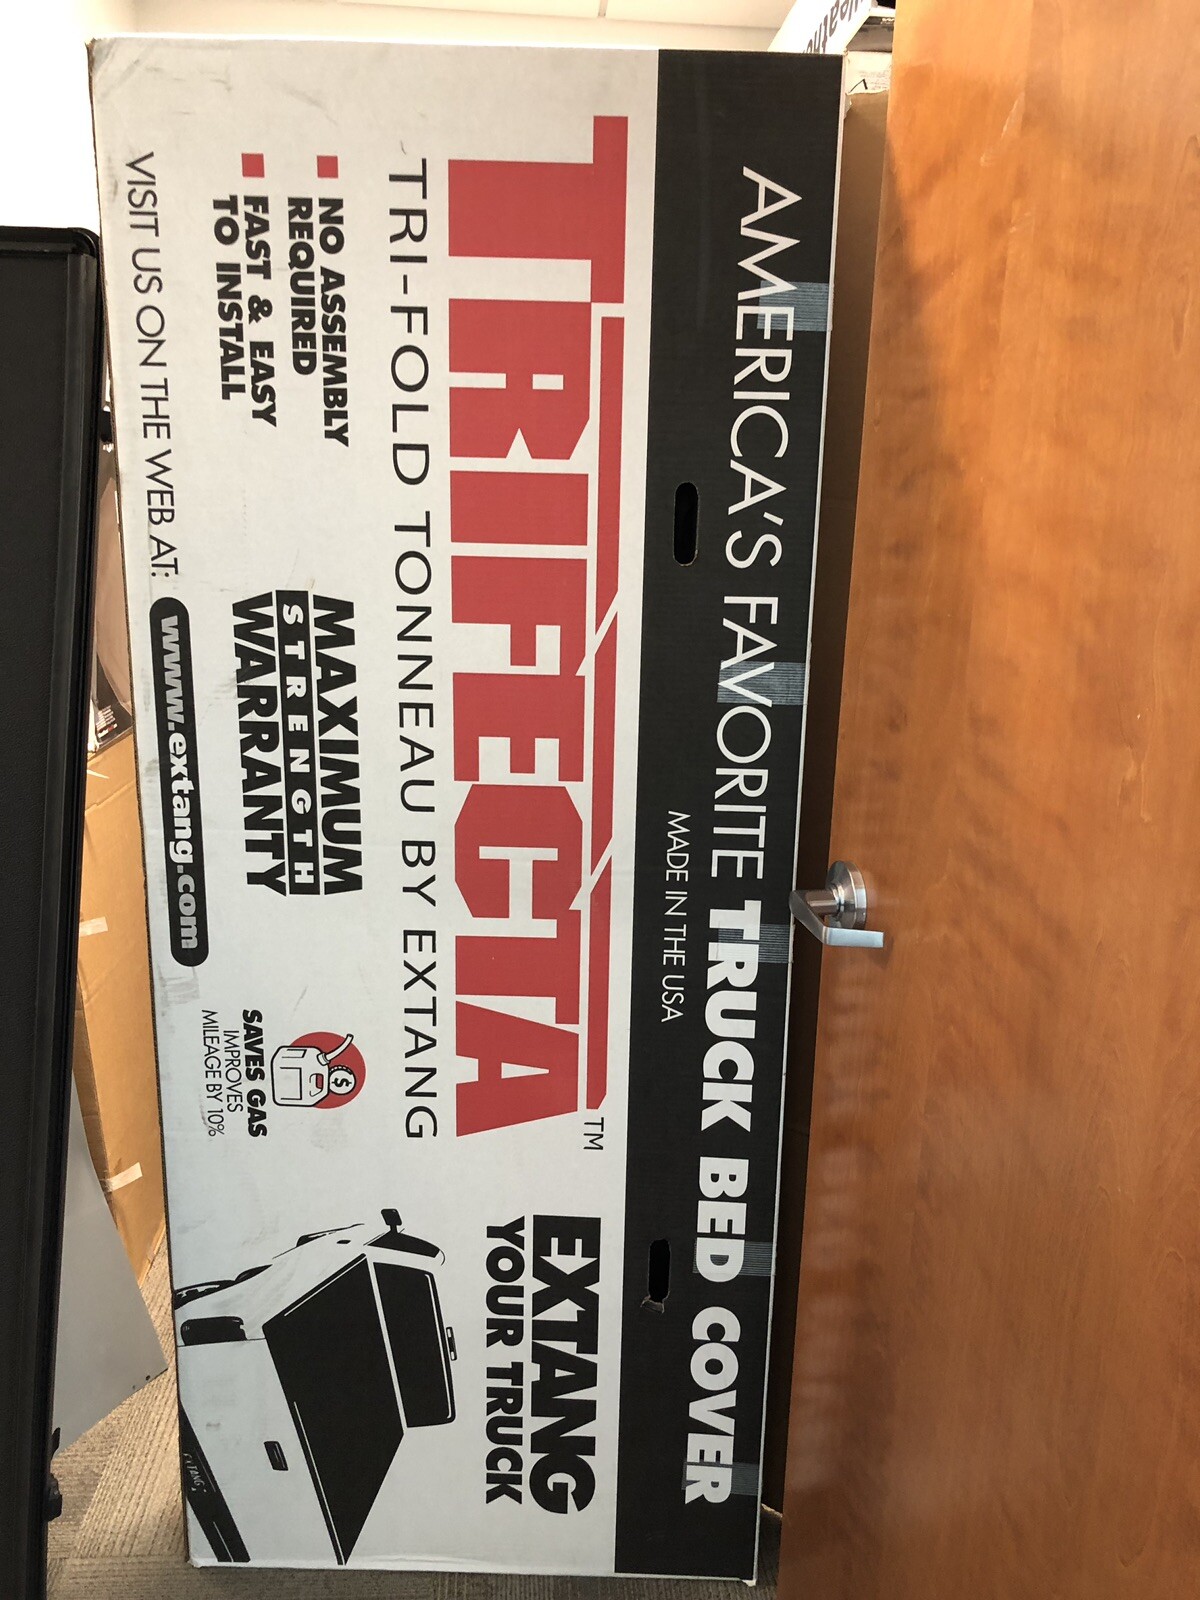 AMERICA'S FAVORITE TRUCK BED COVER
MADE IN THE USA
TRIFECTA™
TRI-FOLD TONNEAU BY EXTANG
EXTANG
YOUR TRUCK
NO ASSEMBLY
REQUIRED
FAST & EASY
TO INSTALL
MAXIMUM
STRENGTH
WARRANTY
$
SAVES GAS
IMPROVES
MILEAGE BY 10%
VISIT US ON THE WEB AT: www.extang.com
EXTANG